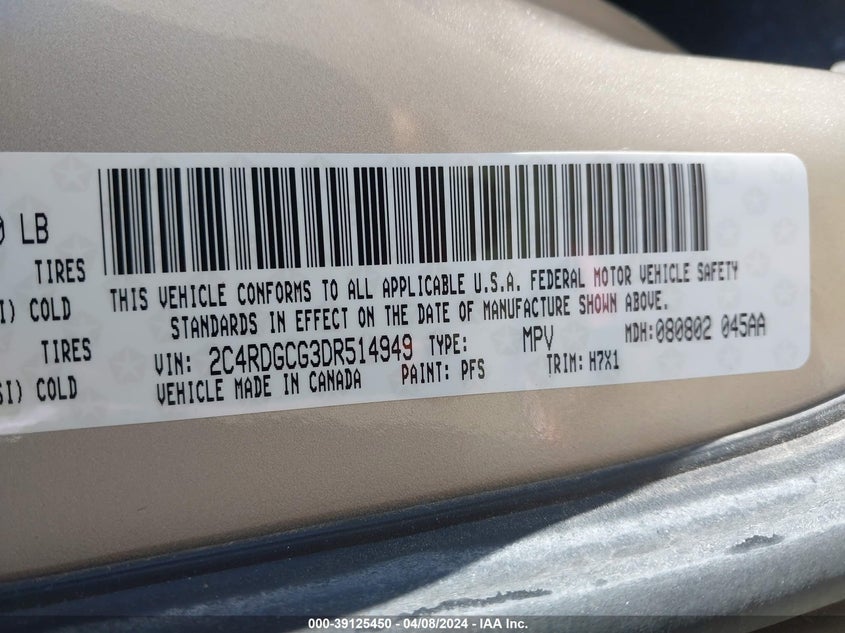 LB
TIRES
COLD
COLD
THIS VEHICLE CONFORMS TO ALL APPLICABLE U.S.A. FEDERAL MOTOR VEHICLE SAFETY
STANDARDS IN EFFECT ON THE DATE OF MANUFACTURE SHOWN ABOVE.
VIN: 2C4RDGCG3DR514949 TYPE: MPV MDH:080802 045AA
VEHICLE MADE IN CANADA PAINT: PFS TRIM: H7X1
TIRES
000-39125450 - 04/08/2024 - IAA Inc.